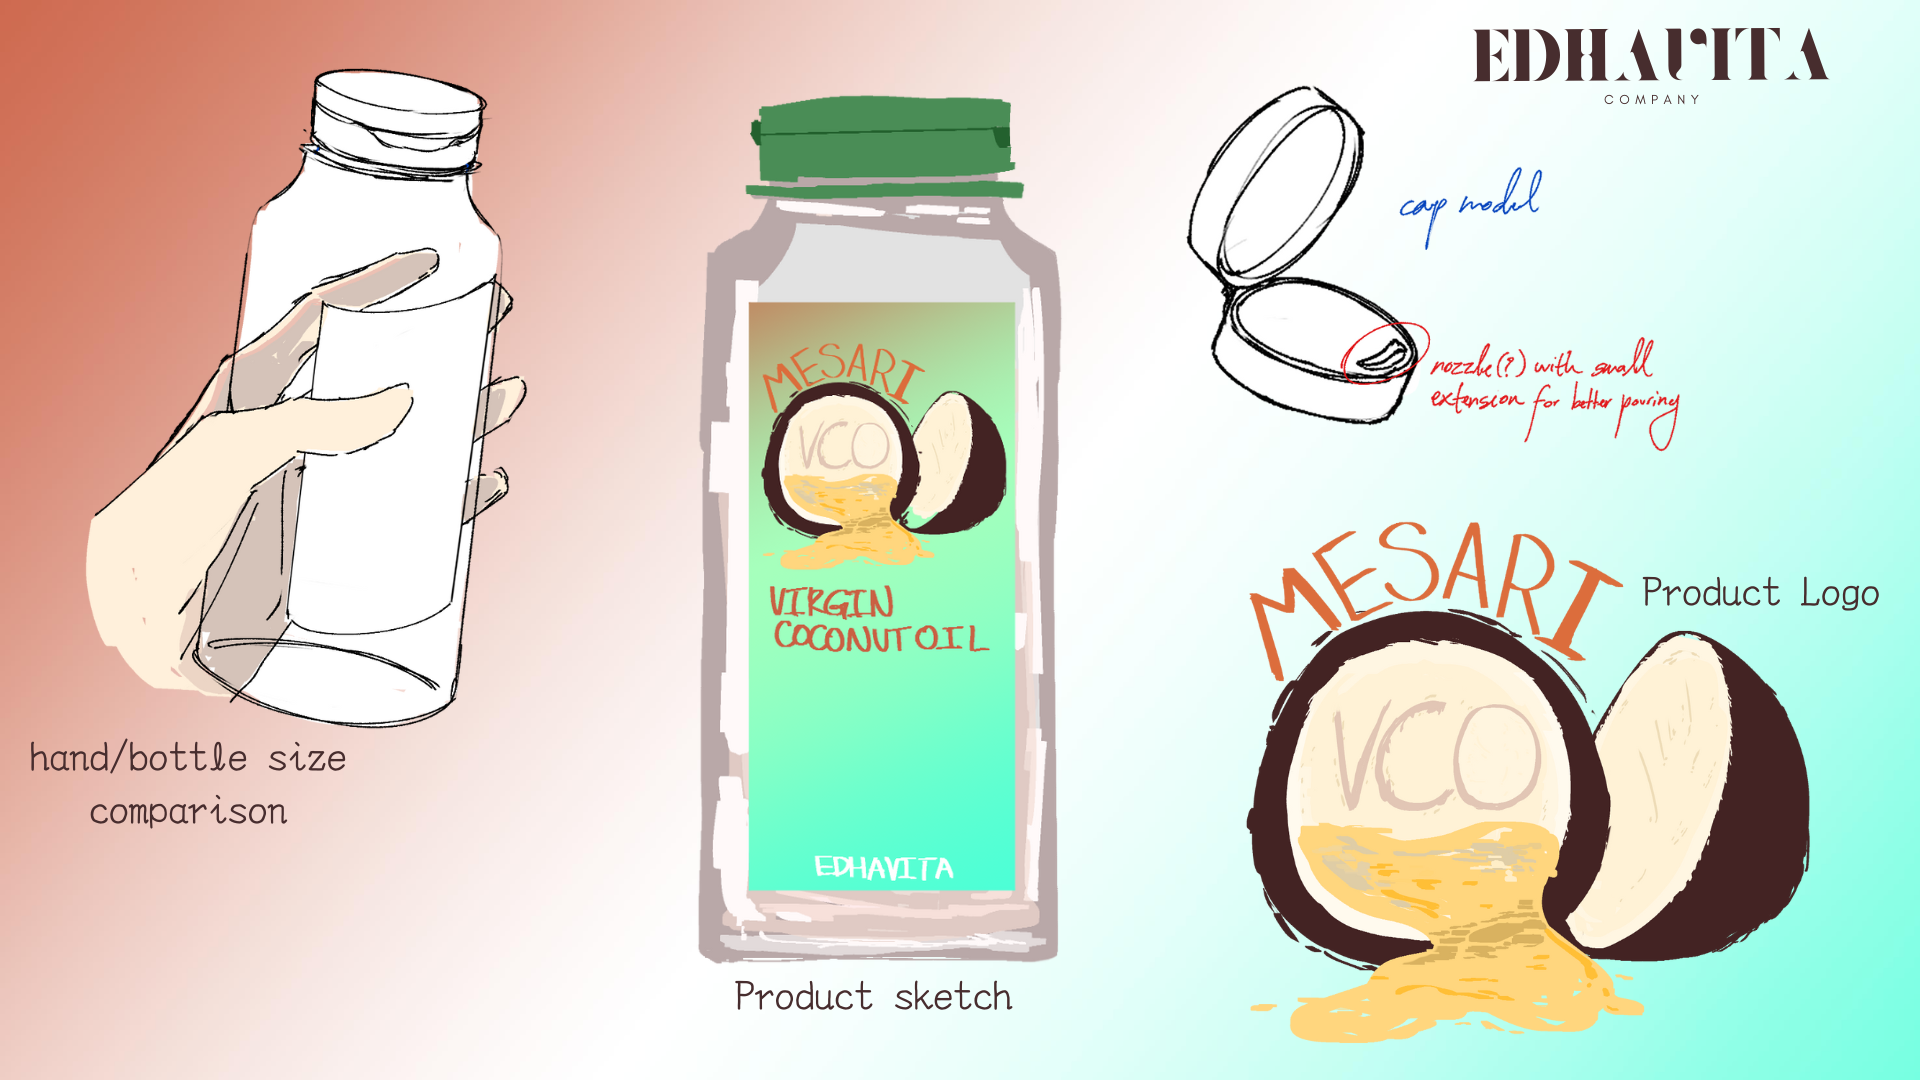 EDHAVITA
COMPANY
hand/bottle size
comparison
MESARI
VCO
VIRGIN
COCONUT OIL
EDHAVITA
Product sketch
cap model
nozzle(?) with small
extension for better pouring
MESARI
Product Logo
VCO